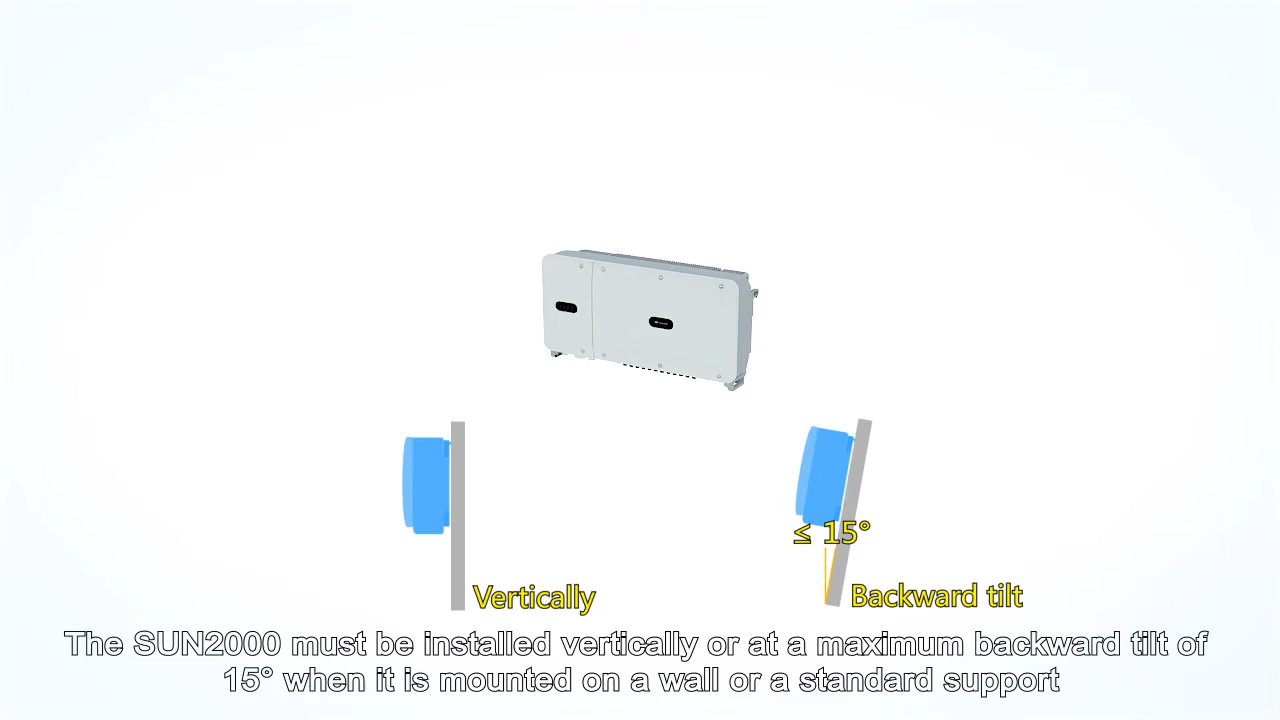 ≤ 15°
Vertically
Backward tilt
The SUN2000 must be installed vertically or at a maximum backward tilt of
15° when it is mounted on a wall or a standard support